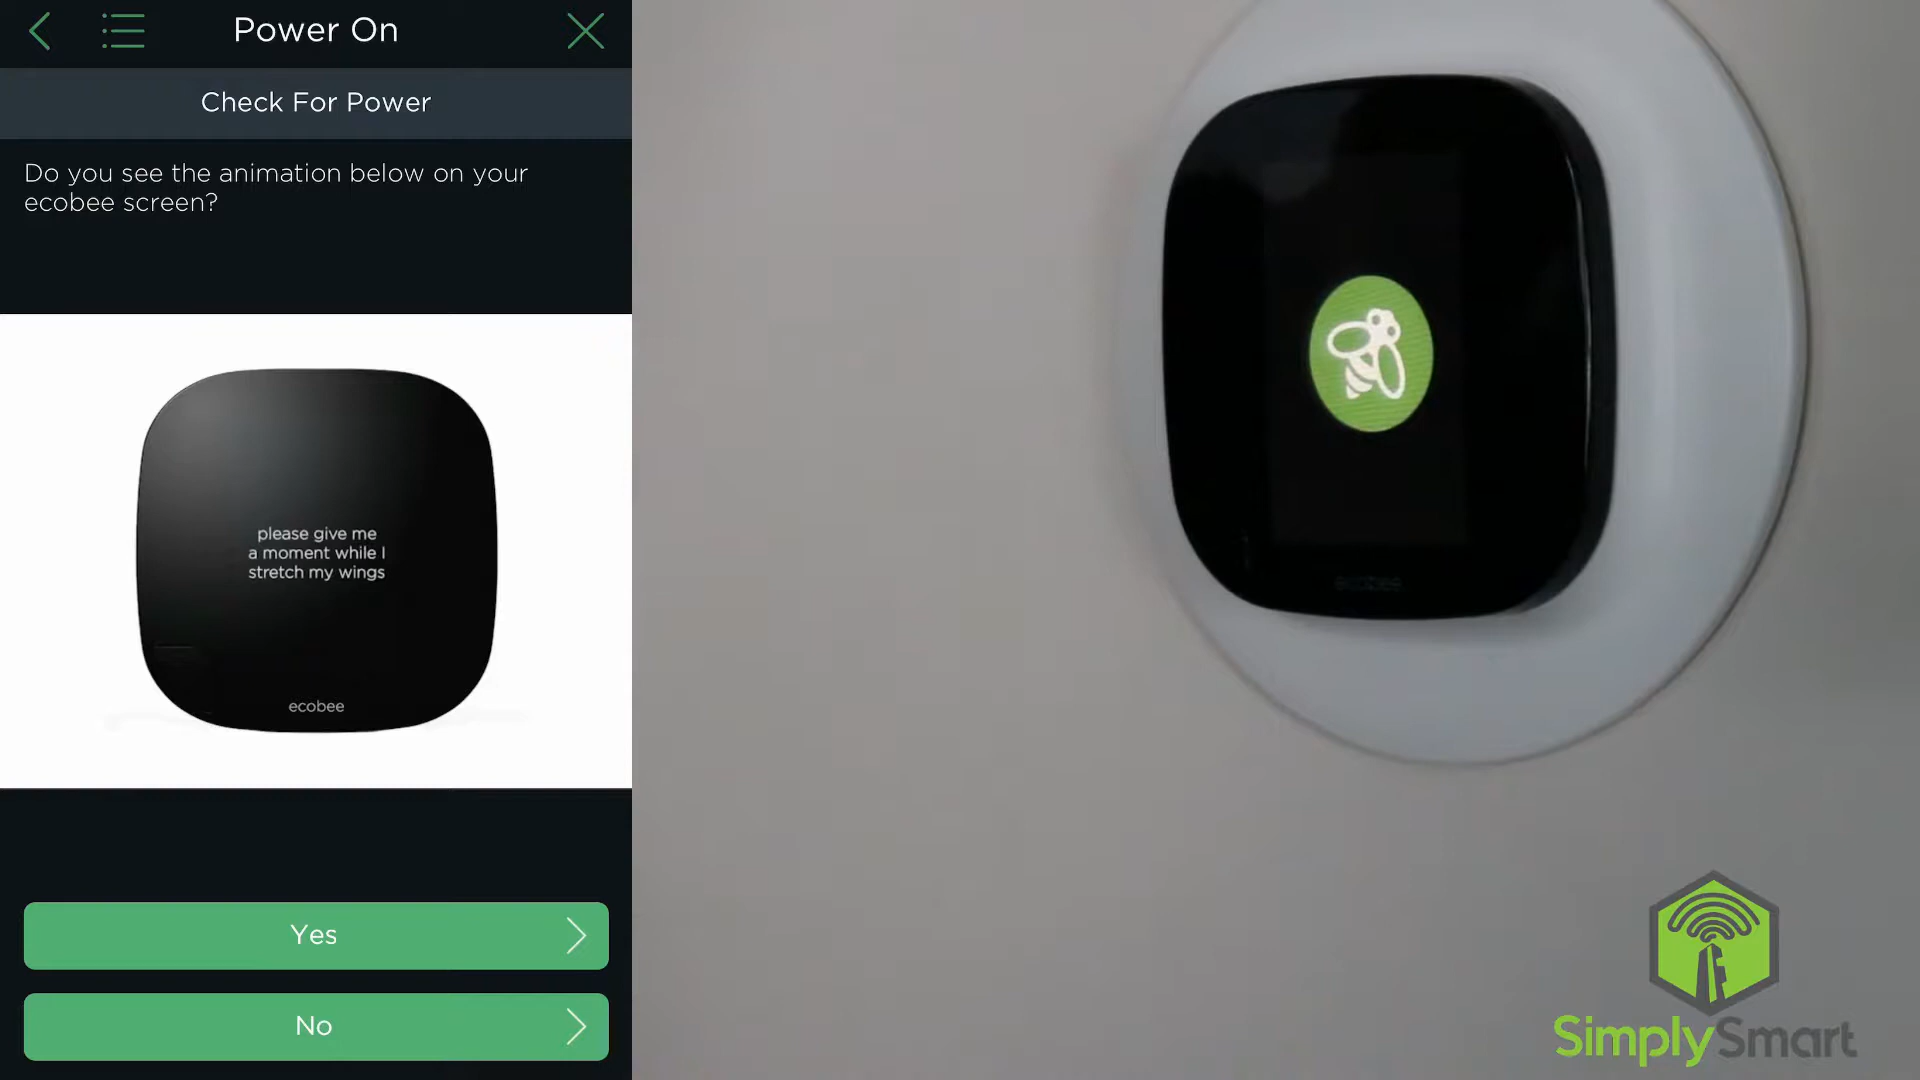 Power On
Check For Power
Do you see the animation below on your
ecobee screen?
please give me
a moment while I
stretch my wings
ecobee
Yes
No
ecobee
SimplySmart